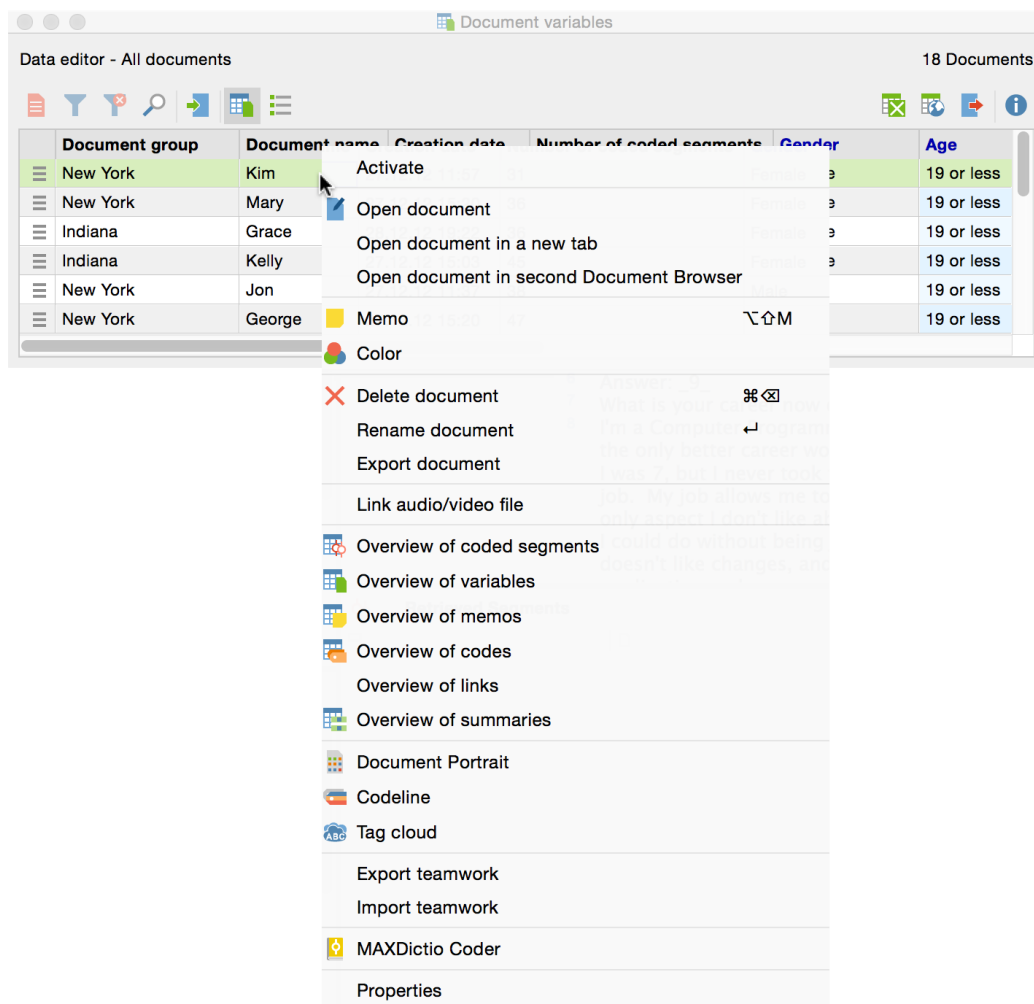 Document variables
Data editor - All documents 18 Documents
Document group Document name Creation date Number of coded segments Gender Age
New York Kim 19 or less
New York Mary 19 or less
Indiana Grace 19 or less
Indiana Kelly 19 or less
New York Jon 19 or less
New York George 19 or less
Activate
Open document
Open document in a new tab
Open document in second Document Browser
Memo ⌥⇧M
Color
Delete document ⌘⌫
Rename document ↵
Export document
Link audio/video file
Overview of coded segments
Overview of variables
Overview of memos
Overview of codes
Overview of links
Overview of summaries
Document Portrait
Codeline
ABC Tag cloud
Export teamwork
Import teamwork
MAXDictio Coder
Properties